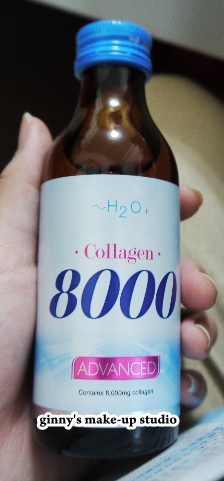 ~H2O+
· Collagen ·
8000
ADVANCED
Contains 8,000mg collagen
ginny's make-up studio